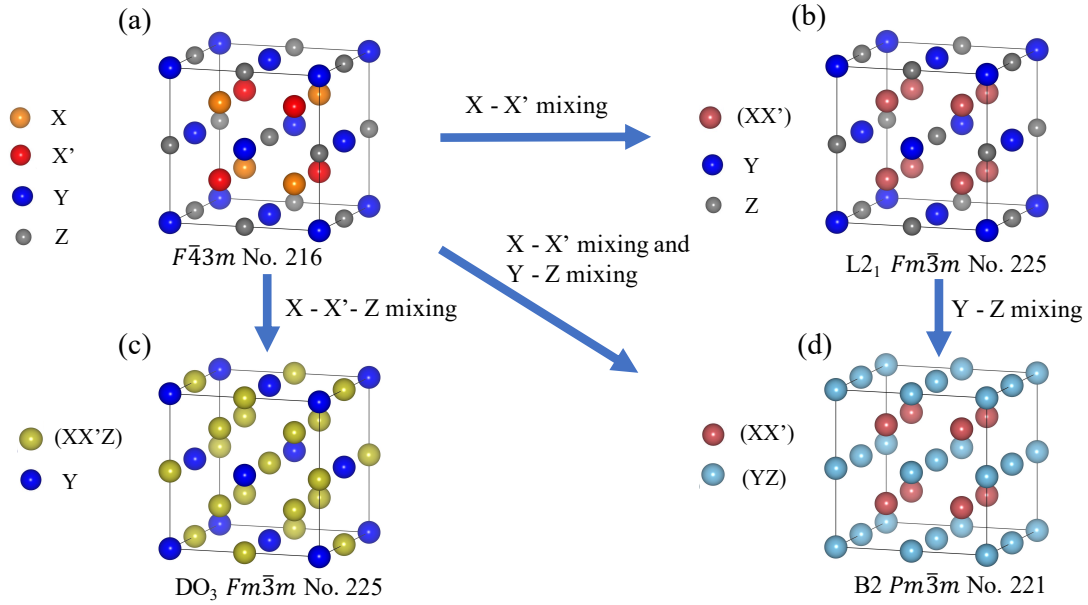 (a)
X
X'
Y
Z
F4̅3m No. 216
X - X' mixing
(b)
(XX')
Y
Z
L2₁ Fm3̅m No. 225
X - X' mixing and
Y - Z mixing
X - X'- Z mixing
Y - Z mixing
(c)
(XX'Z)
Y
DO₃ Fm3̅m No. 225
(d)
(XX')
(YZ)
B2 Pm3̅m No. 221